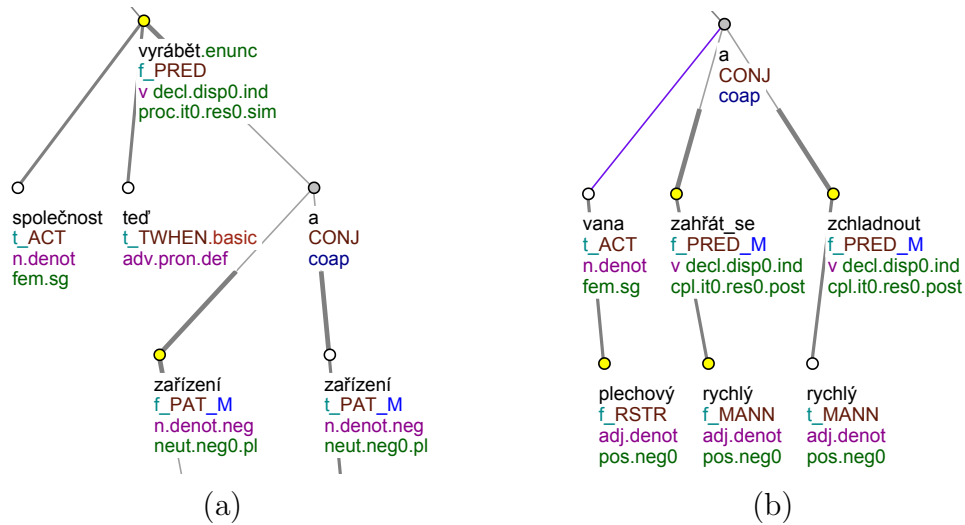 vyrábět.enunc
f_PRED
v decl.disp0.ind
proc.it0.res0.sim
společnost
t_ACT
n.denot
fem.sg
teď
t_TWHEN.basic
adv.pron.def
a
CONJ
coap
zařízení
f_PAT_M
n.denot.neg
neut.neg0.pl
zařízení
t_PAT_M
n.denot.neg
neut.neg0.pl
(a)
a
CONJ
coap
vana
t_ACT
n.denot
fem.sg
zahřát_se
f_PRED_M
v decl.disp0.ind
cpl.it0.res0.post
zchladnout
f_PRED_M
v decl.disp0.ind
cpl.it0.res0.post
plechový
f_RSTR
adj.denot
pos.neg0
rychlý
f_MANN
adj.denot
pos.neg0
rychlý
t_MANN
adj.denot
pos.neg0
(b)